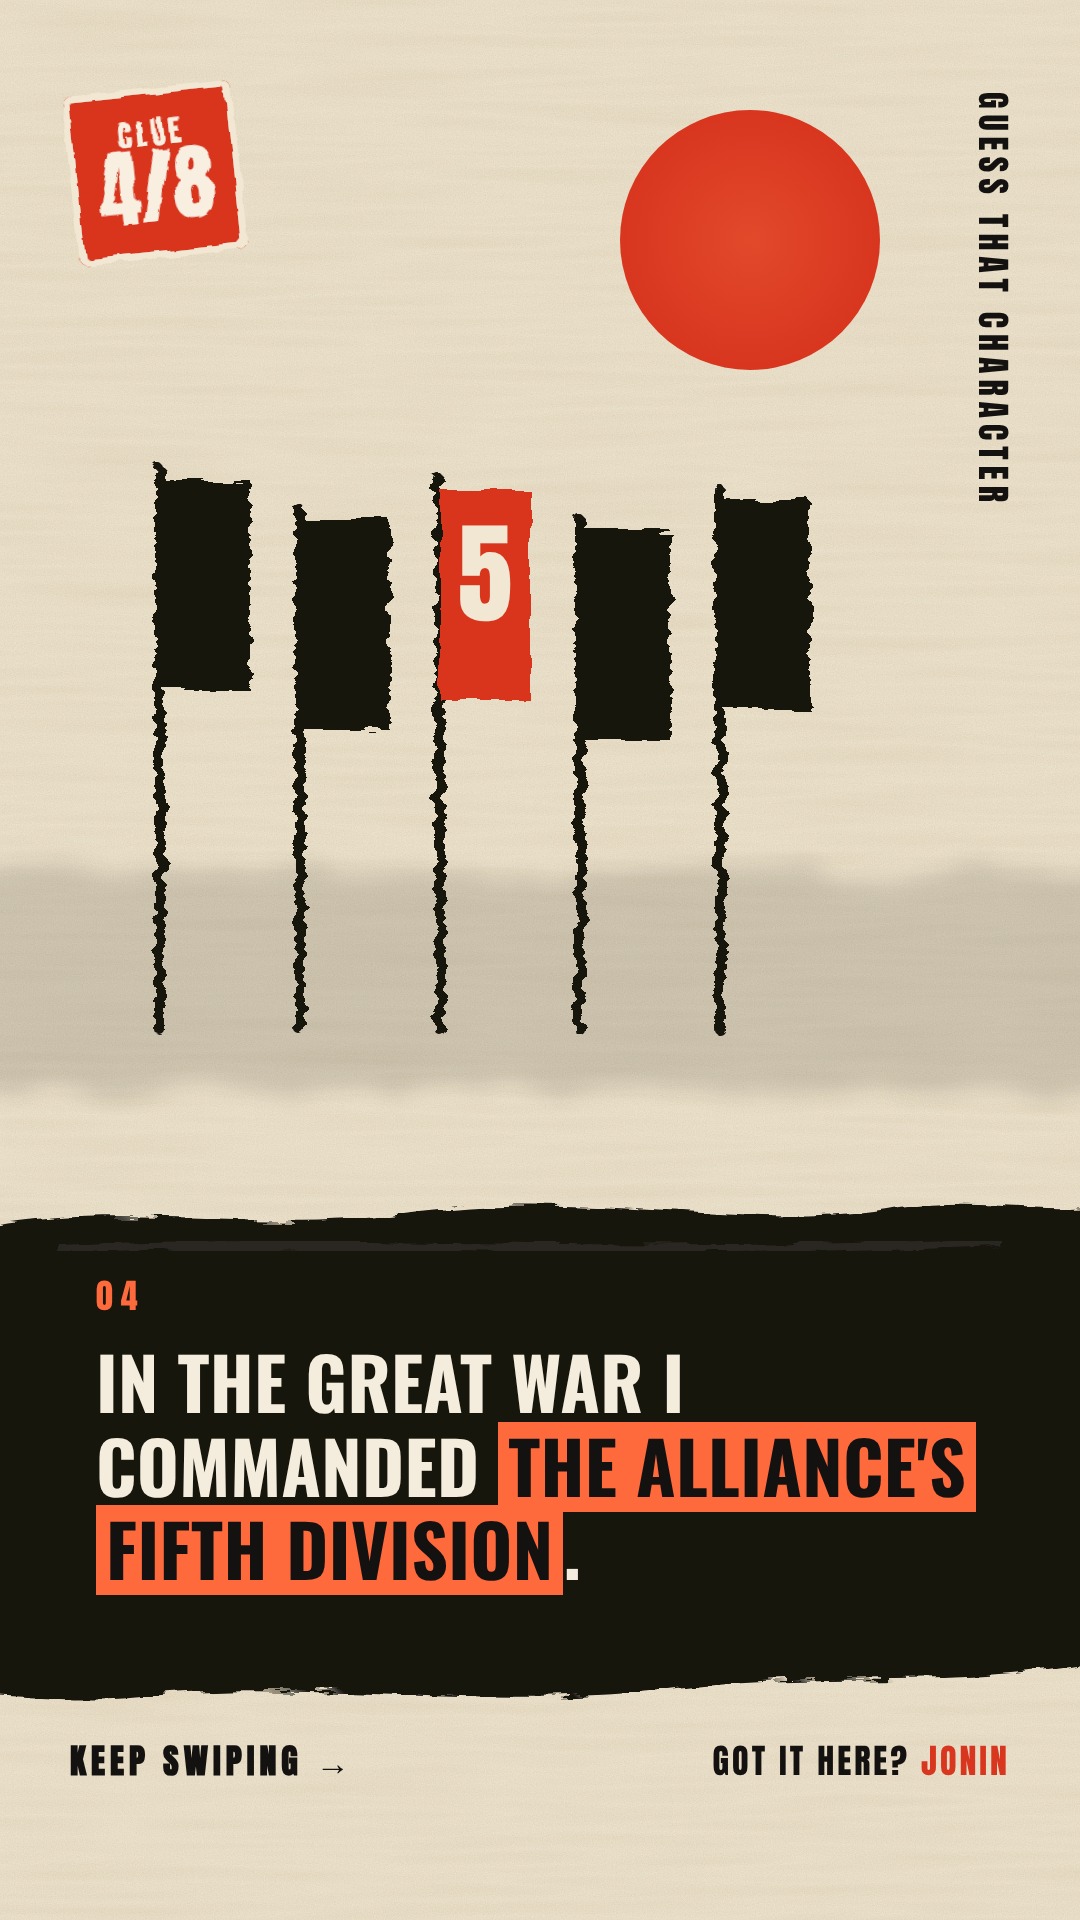 CLUE
4/8
GUESS THAT CHARACTER
5
04
IN THE GREAT WAR I
COMMANDED THE ALLIANCE'S
FIFTH DIVISION.
KEEP SWIPING →
GOT IT HERE? JONIN